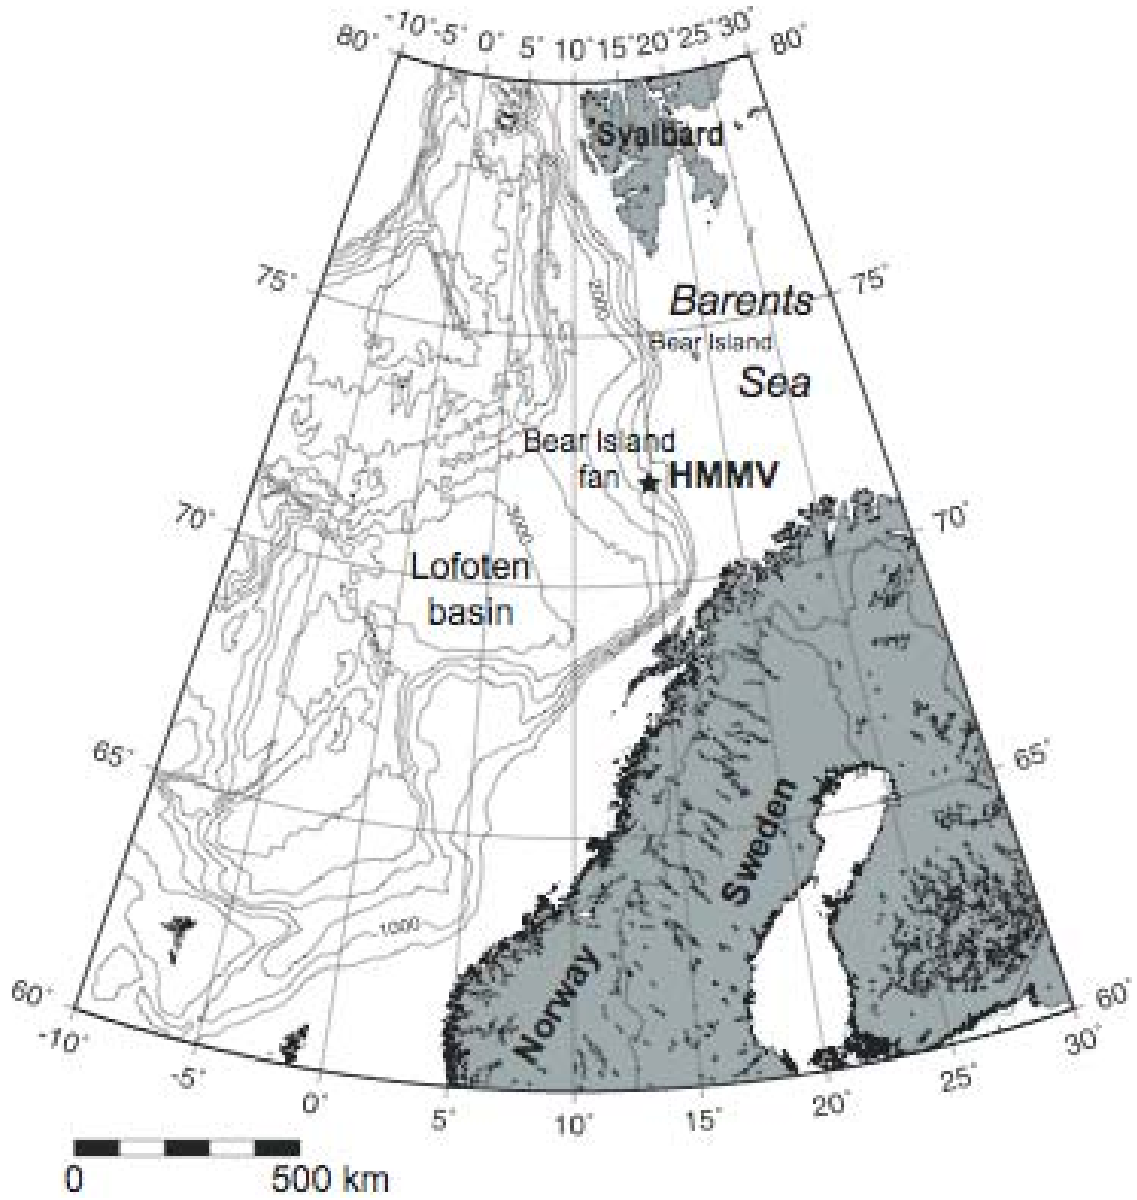 -10° -5° 0° 5° 10° 15° 20° 25° 30°
80° 80°
Svalbard
75° 75°
2000
Barents
Bear Island
Sea
Bear Island
fan
HMMV
70° 70°
3000
Lofoten
basin
65° 65°
Sweden
1000
Norway
60° 60°
-10° -5° 0° 5° 10° 15° 20° 25° 30°
0 500 km